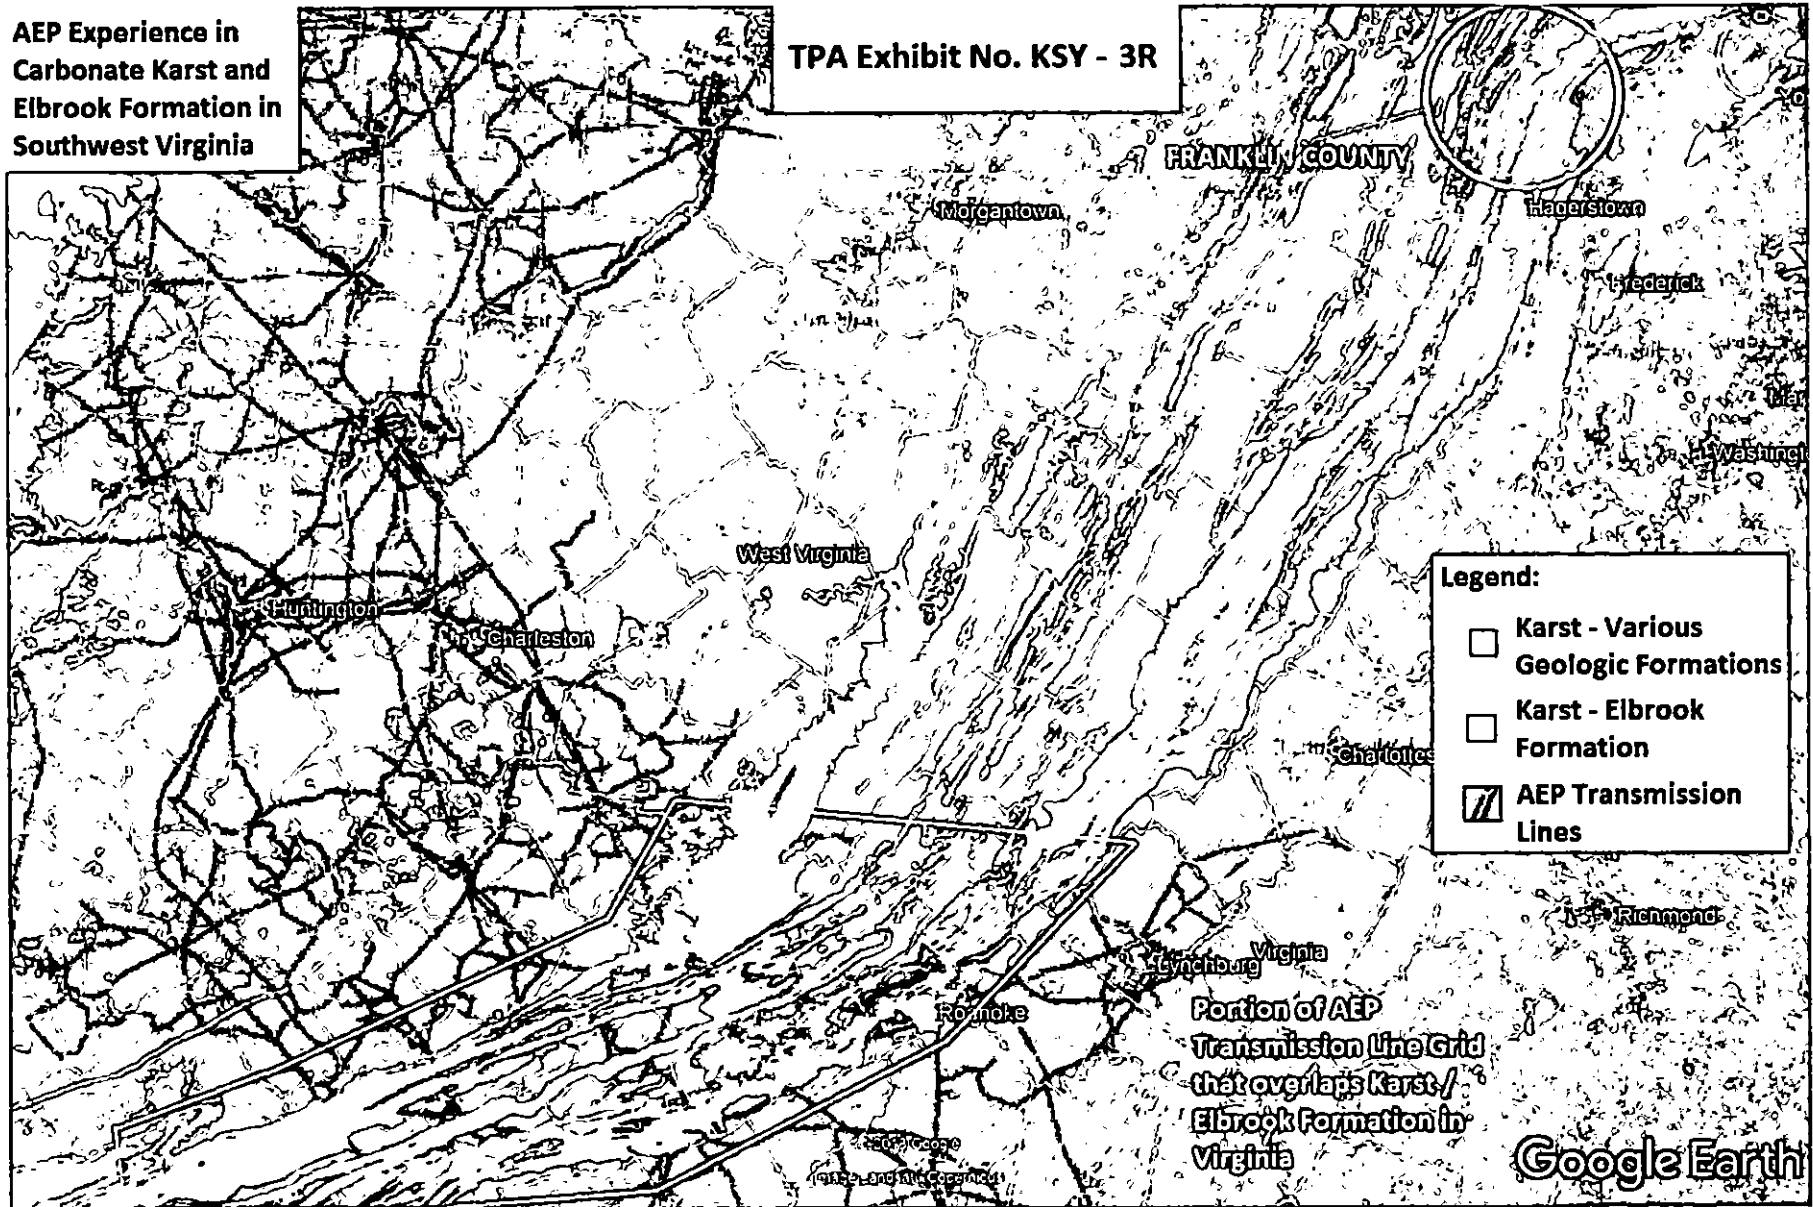 AEP Experience in
Carbonate Karst and
Elbrook Formation in
Southwest Virginia
TPA Exhibit No. KSY - 3R
FRANKLIN COUNTY
Morgantown
Hagerstown
Frederick
Washingt
West Virginia
Huntington
Charleston
Legend:
Karst - Various
Geologic Formations
Karst - Elbrook
Formation
AEP Transmission
Lines
Charlottes
Richmond
Virginia
Lynchburg
Roanoke
Portion of AEP
Transmission Line Grid
that overlaps Karst /
Elbrook Formation in
Virginia
Google Earth